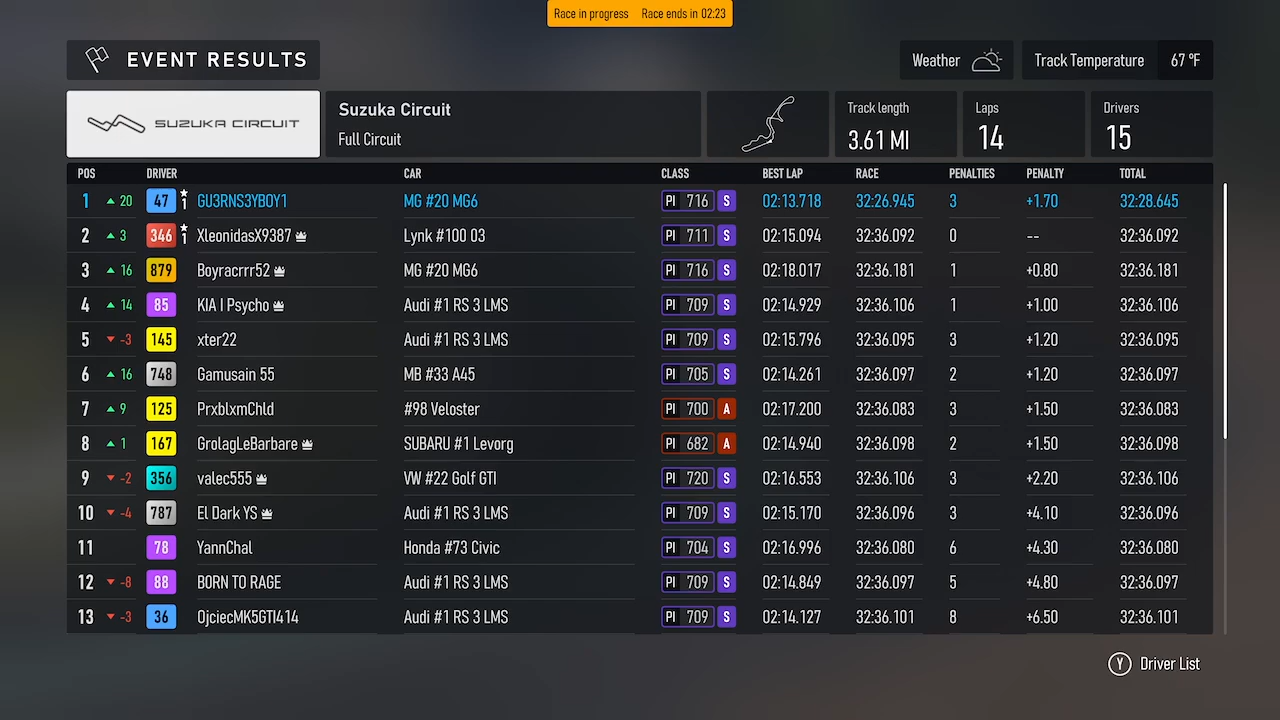 Race in progress Race ends in 02:23
EVENT RESULTS
Weather Track Temperature 67 ºF
SUZUKA CIRCUIT
Suzuka Circuit
Full Circuit
Track length
3.61 MI
Laps
14
Drivers
15
POS DRIVER CAR CLASS BEST LAP RACE PENALTIES PENALTY TOTAL
1 20 47 1 GU3RNS3YBOY1 MG #20 MG6 PI 716 S 02:13.718 32:26.945 3 +1.70 32:28.645
2 3 346 1 XleonidasX9387 Lynk #100 03 PI 711 S 02:15.094 32:36.092 0 -- 32:36.092
3 16 879 Boyracrrr52 MG #20 MG6 PI 716 S 02:18.017 32:36.181 1 +0.80 32:36.181
4 14 85 KIA I Psycho Audi #1 RS 3 LMS PI 709 S 02:14.929 32:36.106 1 +1.00 32:36.106
5 -3 145 xter22 Audi #1 RS 3 LMS PI 709 S 02:15.796 32:36.095 3 +1.20 32:36.095
6 16 748 Gamusain 55 MB #33 A45 PI 705 S 02:14.261 32:36.097 2 +1.20 32:36.097
7 9 125 PrxblxmChld #98 Veloster PI 700 A 02:17.200 32:36.083 3 +1.50 32:36.083
8 1 167 GrolagLeBarbare SUBARU #1 Levorg PI 682 A 02:14.940 32:36.098 2 +1.50 32:36.098
9 -2 356 valec555 VW #22 Golf GTI PI 720 S 02:16.553 32:36.106 3 +2.20 32:36.106
10 -4 787 El Dark YS Audi #1 RS 3 LMS PI 709 S 02:15.170 32:36.096 3 +4.10 32:36.096
11 78 YannChal Honda #73 Civic PI 704 S 02:16.996 32:36.080 6 +4.30 32:36.080
12 -8 88 BORN TO RAGE Audi #1 RS 3 LMS PI 709 S 02:14.849 32:36.097 5 +4.80 32:36.097
13 -3 36 OjciecMK5GTI414 Audi #1 RS 3 LMS PI 709 S 02:14.127 32:36.101 8 +6.50 32:36.101
Y Driver List